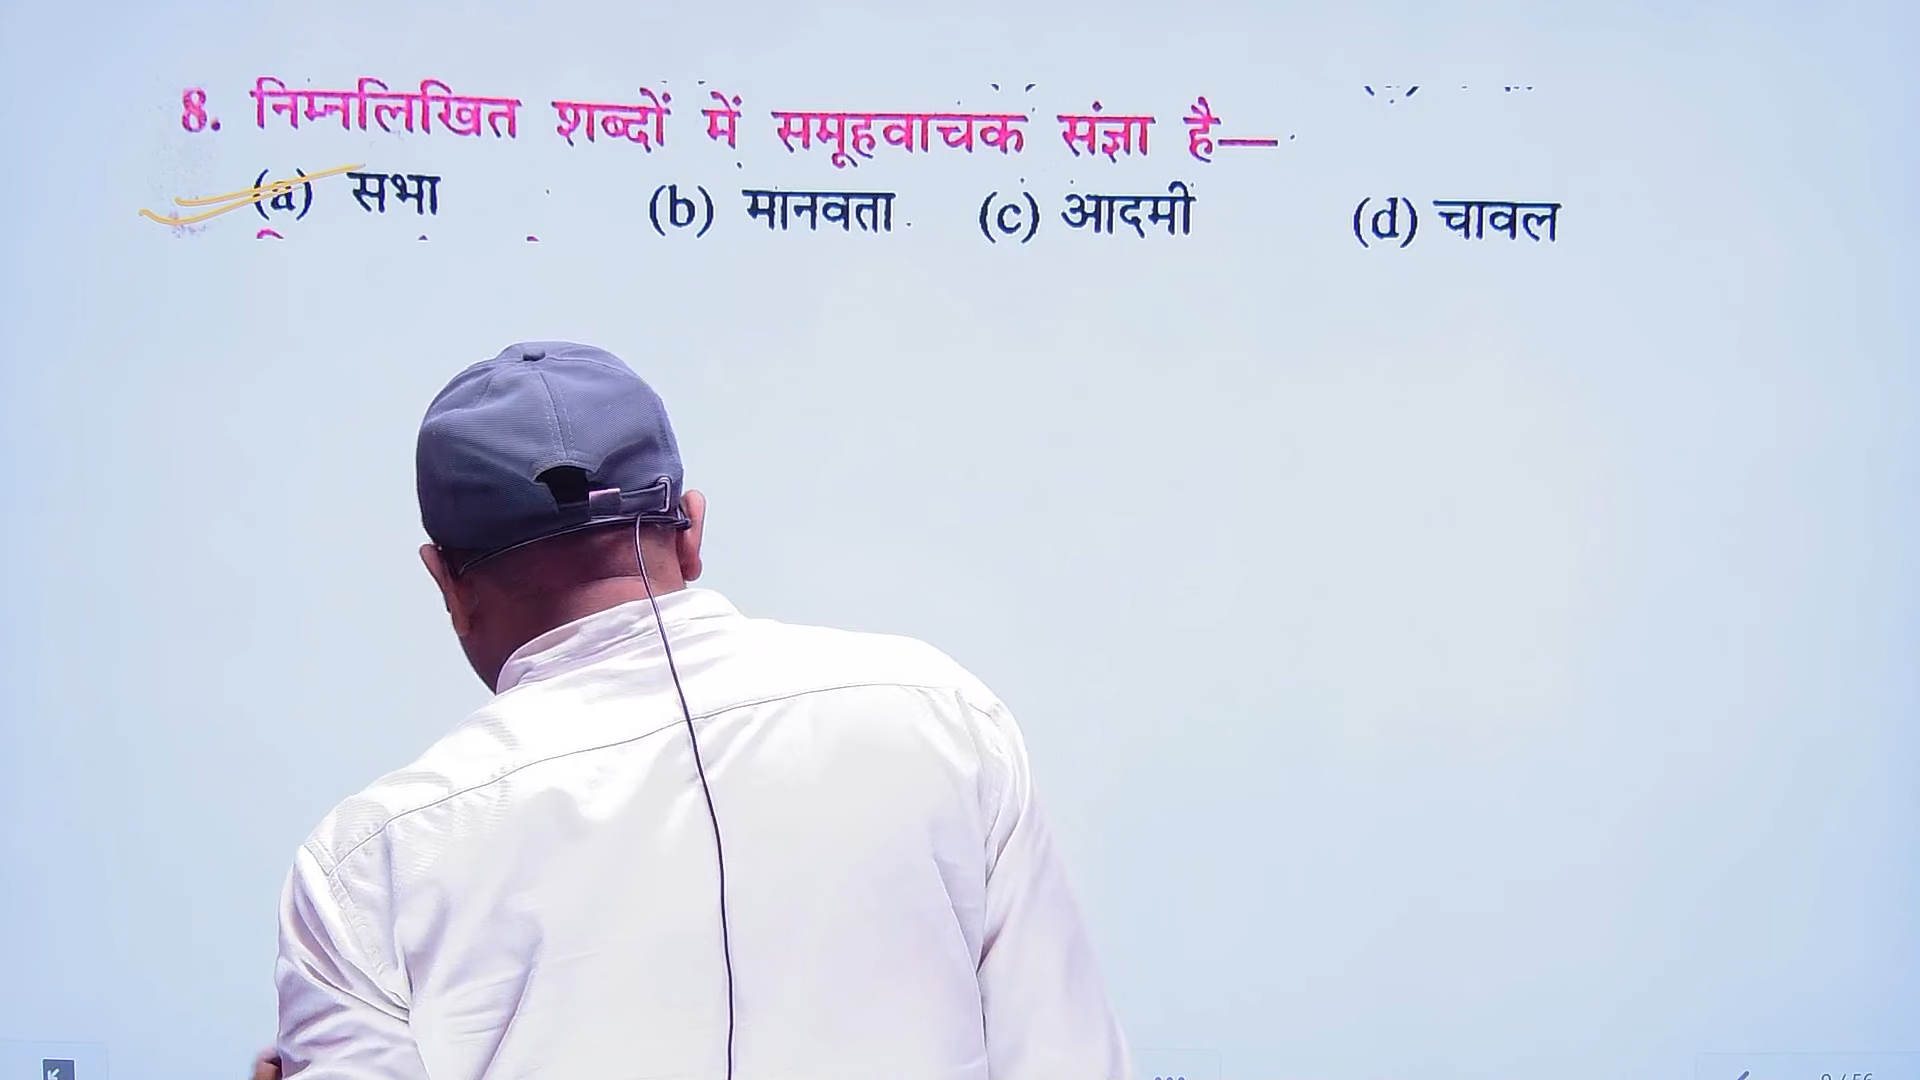 8. निम्नलिखित शब्दों में समूहवाचक संज्ञा है—
(a) सभा (b) मानवता (c) आदमी (d) चावल